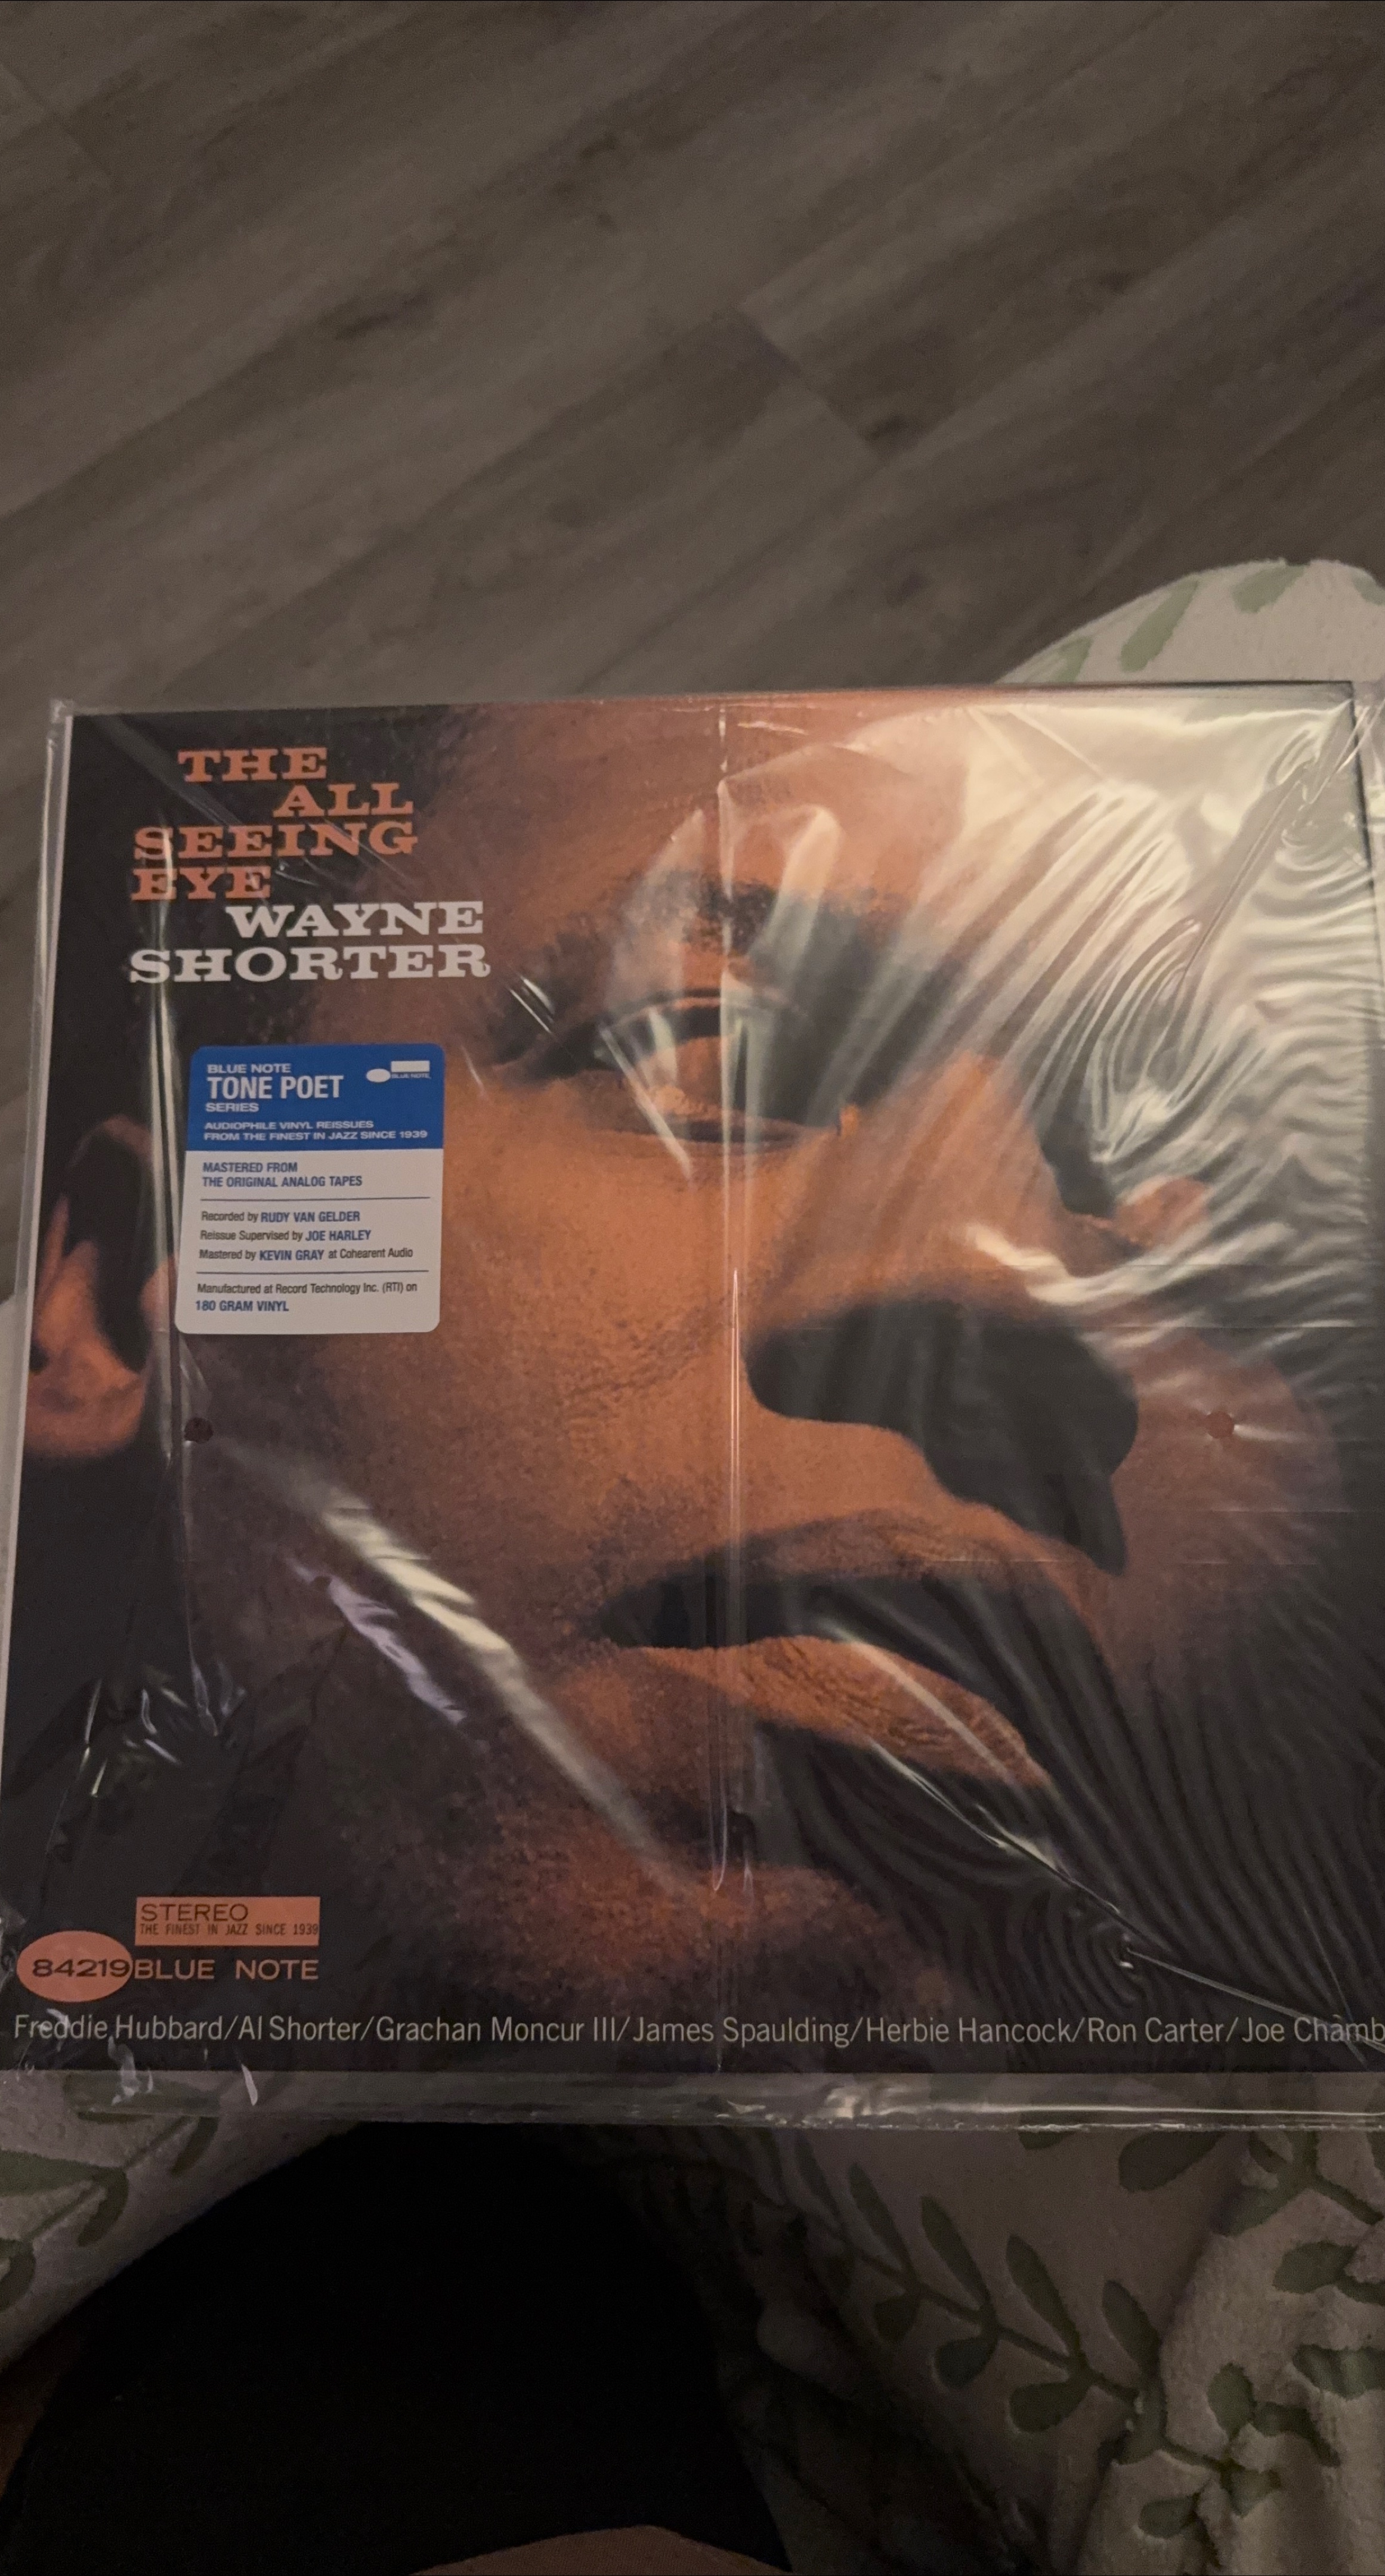 THE
ALL
SEEING
EYE
WAYNE
SHORTER
BLUE NOTE
TONE POET
SERIES
BLUE NOTE
AUDIOPHILE VINYL REISSUES
FROM THE FINEST IN JAZZ SINCE 1939
MASTERED FROM
THE ORIGINAL ANALOG TAPES
Recorded by RUDY VAN GELDER
Reissue Supervised by JOE HARLEY
Mastered by KEVIN GRAY at Cohearent Audio
Manufactured at Record Technology Inc. (RTI) on
180 GRAM VINYL
STEREO
THE FINEST IN JAZZ SINCE 1939
84219 BLUE NOTE
Freddie Hubbard/Al Shorter/Grachan Moncur III/James Spaulding/Herbie Hancock/Ron Carter/Joe Chamb